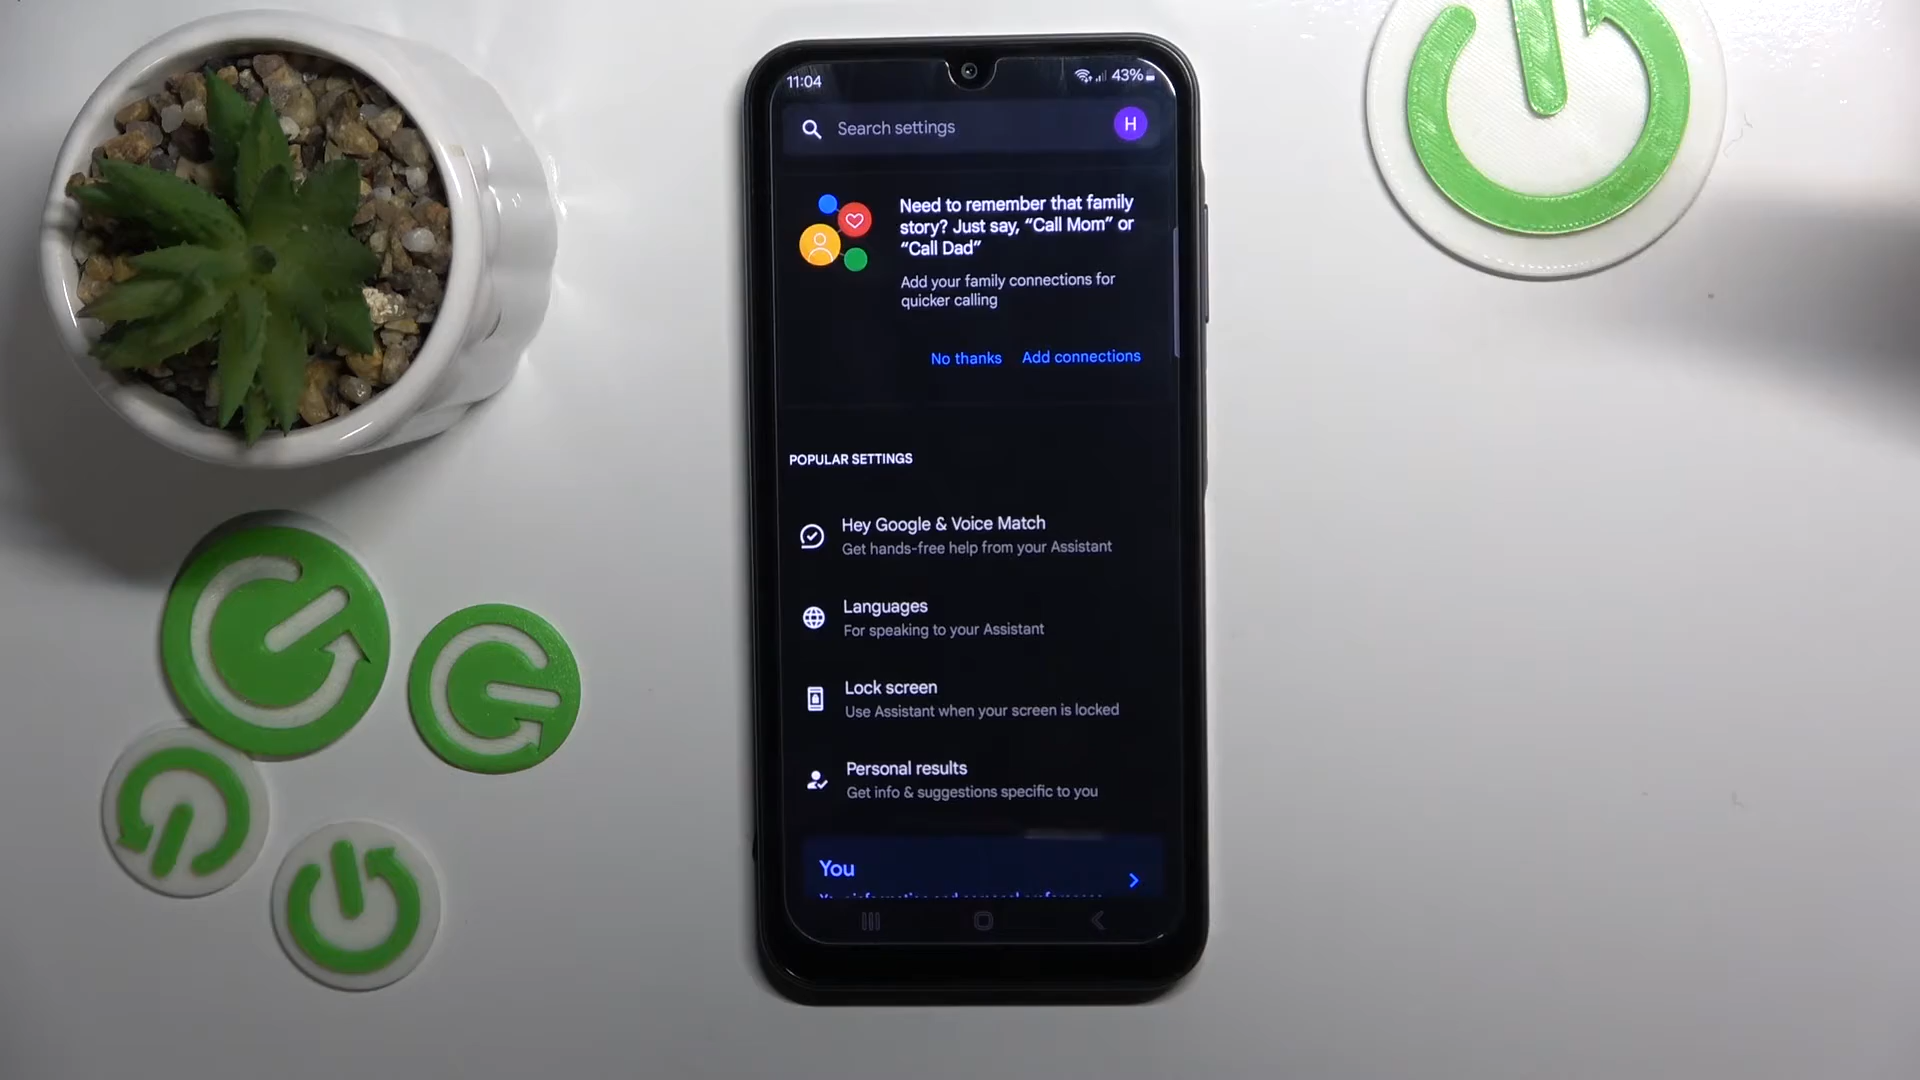 11:04
43%
Search settings
H
Need to remember that family
story? Just say, “Call Mom” or
“Call Dad”
Add your family connections for
quicker calling
No thanks Add connections
POPULAR SETTINGS
Hey Google & Voice Match
Get hands-free help from your Assistant
Languages
For speaking to your Assistant
Lock screen
Use Assistant when your screen is locked
Personal results
Get info & suggestions specific to you
You